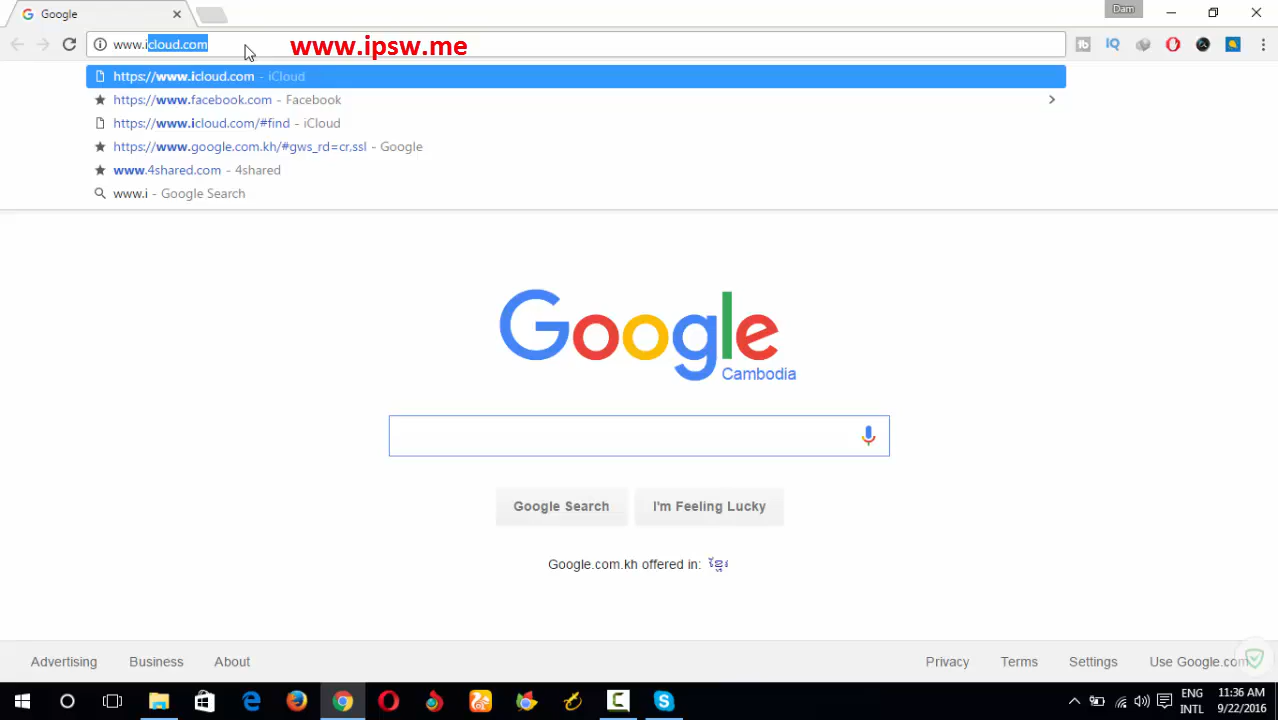 Google
Dam
www.icloud.com
www.ipsw.me
IQ
https://www.icloud.com - iCloud
https://www.facebook.com - Facebook
https://www.icloud.com/#find - iCloud
https://www.google.com.kh/#gws_rd=cr,ssl - Google
www.4shared.com - 4shared
www.i - Google Search
Google
Cambodia
Google Search
I'm Feeling Lucky
Google.com.kh offered in: ខ្មែរ
Advertising
Business
About
Privacy
Terms
Settings
Use Google.com
ENG
INTL
11:36 AM
9/22/2016